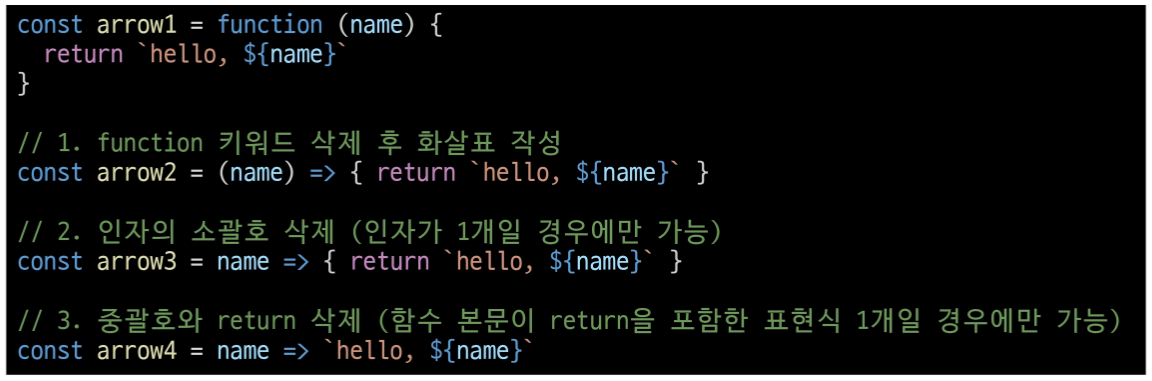 const arrow1 = function (name) {
  return `hello, ${name}`
}
// 1. function 키워드 삭제 후 화살표 작성
const arrow2 = (name) => { return `hello, ${name}` }
// 2. 인자의 소괄호 삭제 (인자가 1개일 경우에만 가능)
const arrow3 = name => { return `hello, ${name}` }
// 3. 중괄호와 return 삭제 (함수 본문이 return을 포함한 표현식 1개일 경우에만 가능)
const arrow4 = name => `hello, ${name}`